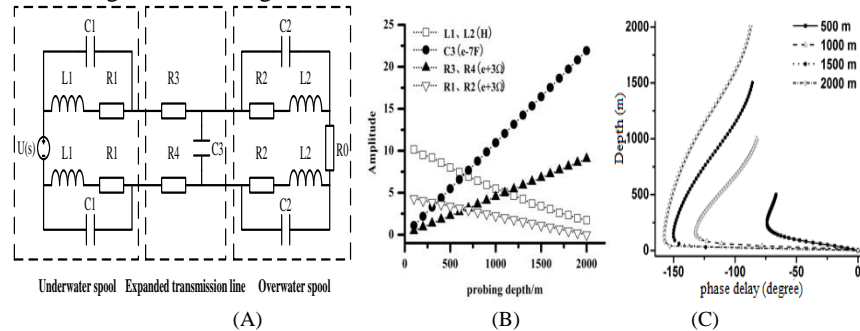 C1
C2
L1 R1 R3 R2 L2
U(s) C3 R0
L1 R1 R4 R2 L2
C1
C2
Underwater spool Expanded transmission line Overwater spool
(A)
B
25
20
15
10
5
0
Amplitude
L1、L2(H)
C3(e-7F)
R3、R4(e+3Ω)
R1、R2(e+3Ω)
0 500 1000 1500 2000
probing depth/m
(B)
C
2000
1500
1000
500
0
Depth (m)
500 m
1000 m
1500 m
2000 m
-150 -100 -50 0
phase delay (degree)
(C)